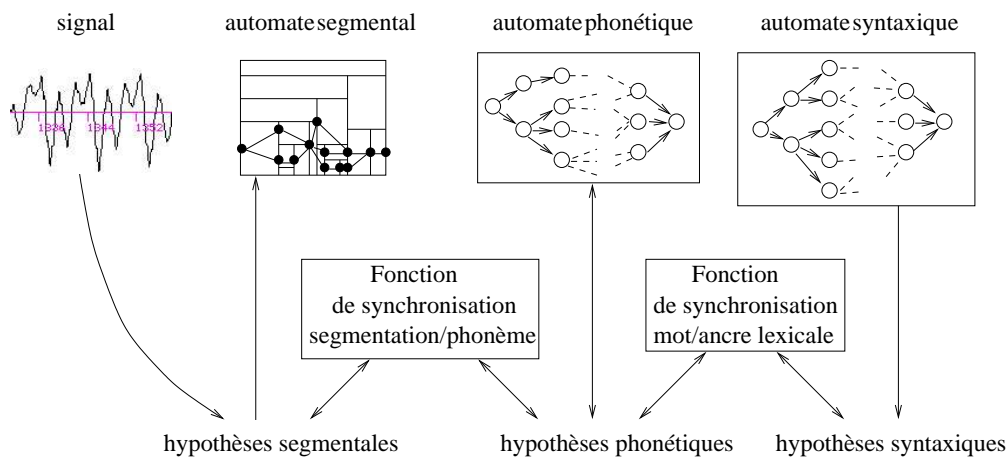 signal
automate segmental
automate phonétique
automate syntaxique
1336
1344
1352
Fonction
de synchronisation
segmentation/phonème
Fonction
de synchronisation
mot/ancre lexicale
hypothèses segmentales
hypothèses phonétiques
hypothèses syntaxiques